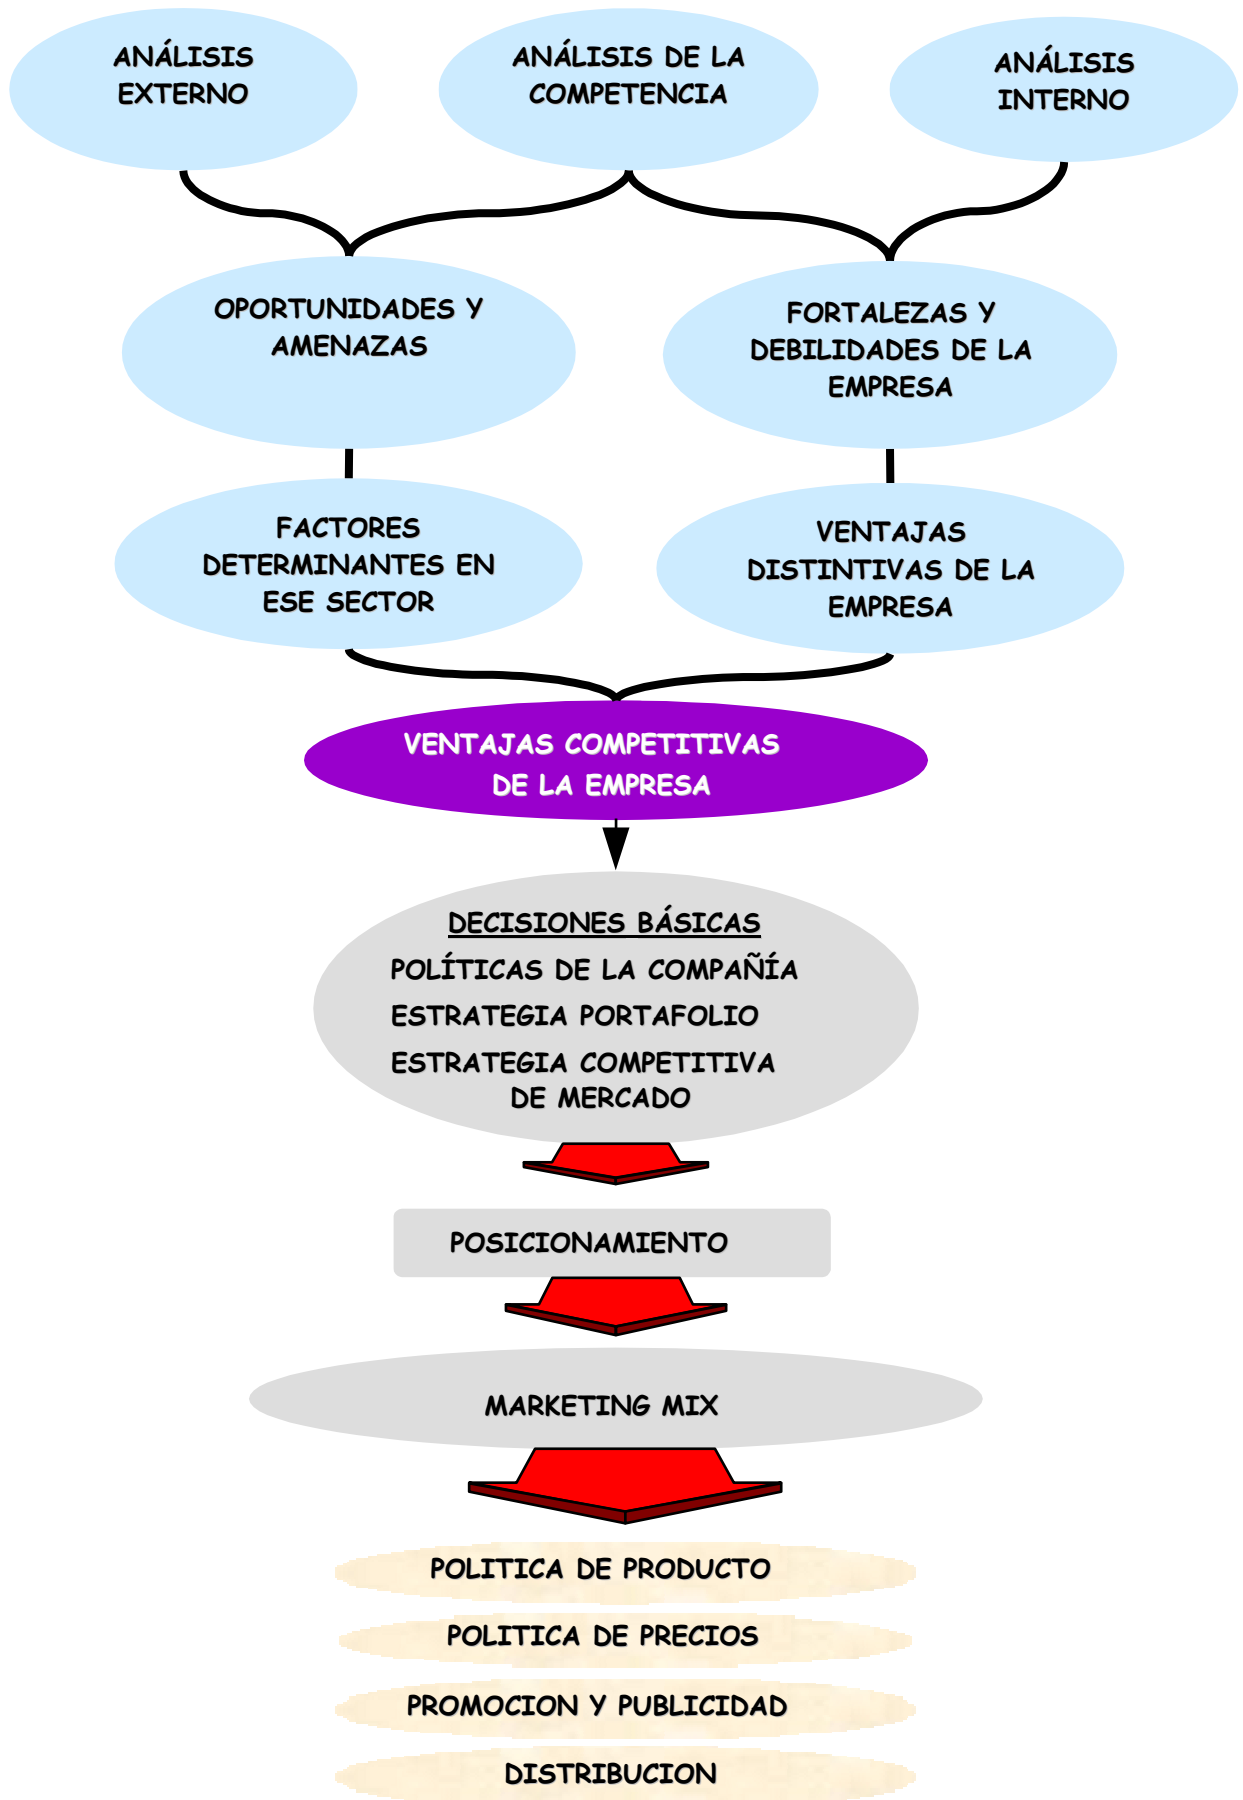 ANÁLISIS
EXTERNO
ANÁLISIS DE LA
COMPETENCIA
ANÁLISIS
INTERNO
OPORTUNIDADES Y
AMENAZAS
FORTALEZAS Y
DEBILIDADES DE LA
EMPRESA
FACTORES
DETERMINANTES EN
ESE SECTOR
VENTAJAS
DISTINTIVAS DE LA
EMPRESA
VENTAJAS COMPETITIVAS
DE LA EMPRESA
DECISIONES BÁSICAS
POLÍTICAS DE LA COMPAÑÍA
ESTRATEGIA PORTAFOLIO
ESTRATEGIA COMPETITIVA
DE MERCADO
POSICIONAMIENTO
MARKETING MIX
POLITICA DE PRODUCTO
POLITICA DE PRECIOS
PROMOCION Y PUBLICIDAD
DISTRIBUCION